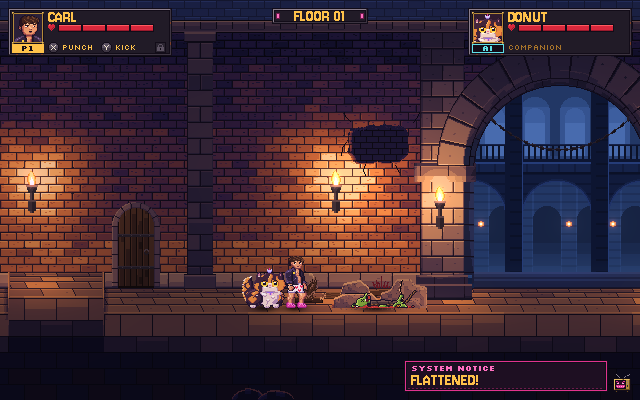 CARL
P1
X PUNCH Y KICK
FLOOR 01
DONUT
AI
COMPANION
SYSTEM NOTICE
FLATTENED!